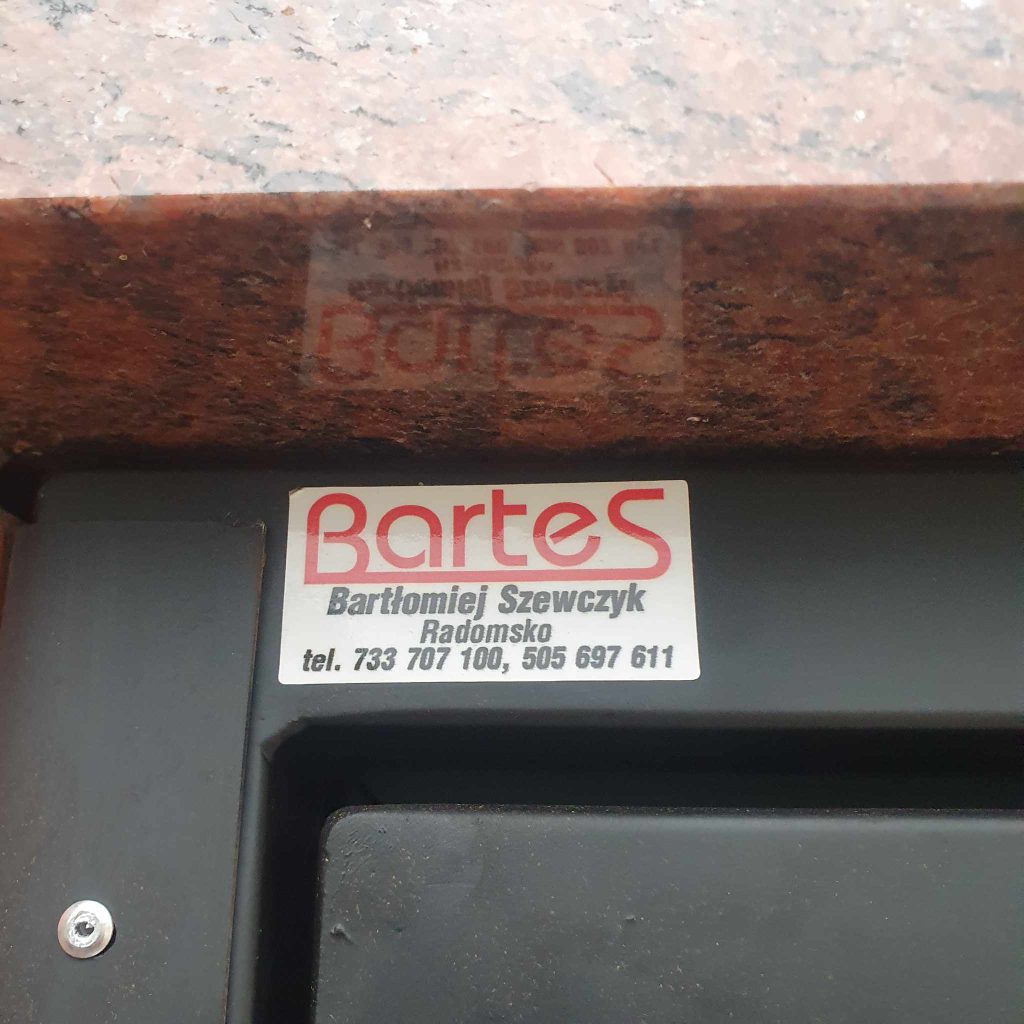 BarteS
Bartłomiej Szewczyk
Radomsko
tel. 733 707 100, 505 697 611